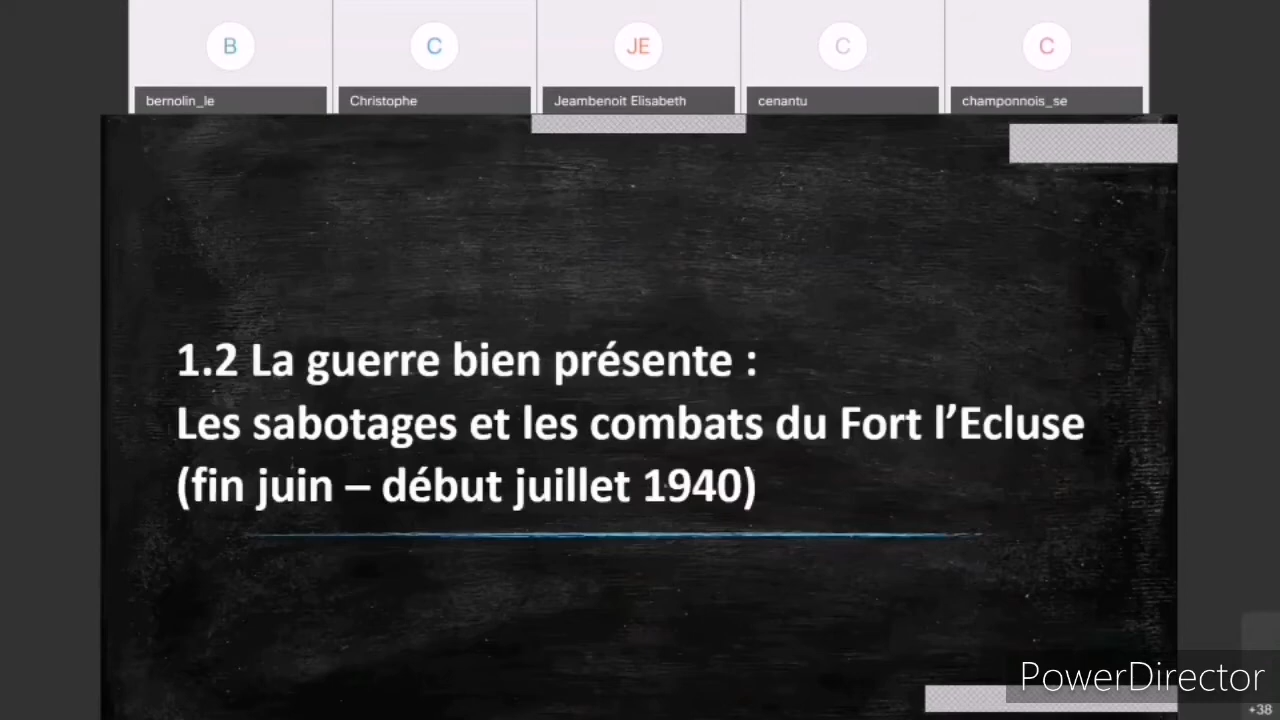 B
C
JE
C
C
bernolin_le
Christophe
Jeambenoit Elisabeth
cenantu
champonnois_se
1.2 La guerre bien présente :
Les sabotages et les combats du Fort l’Ecluse
(fin juin – début juillet 1940)
PowerDirector
+38